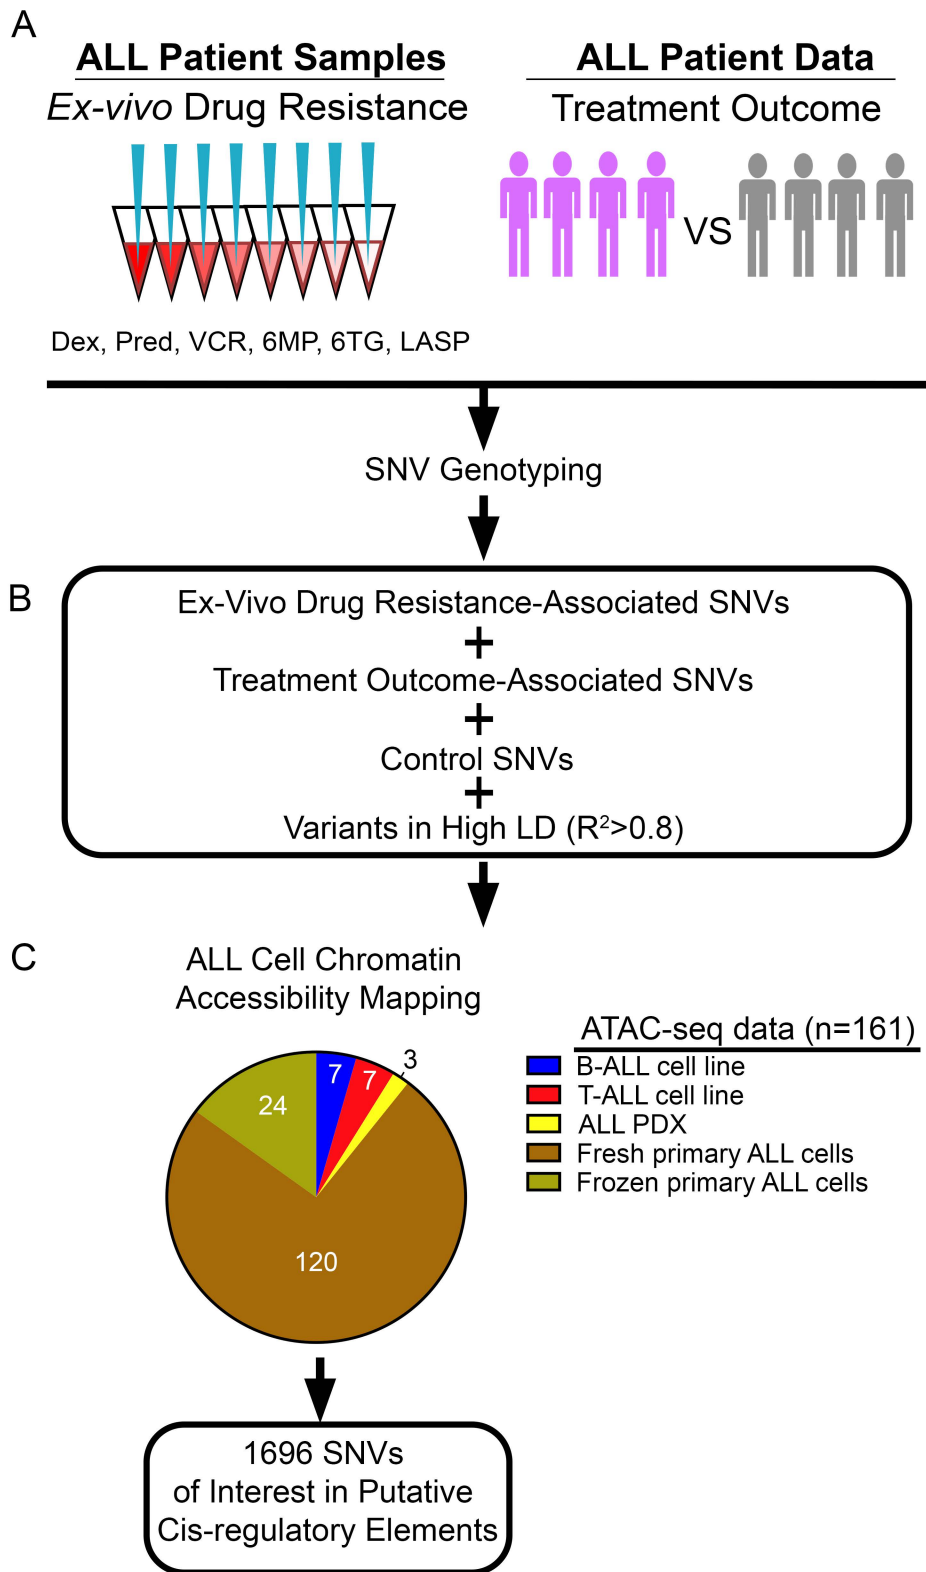 A
ALL Patient Samples
Ex-vivo Drug Resistance
Dex, Pred, VCR, 6MP, 6TG, LASP
ALL Patient Data
Treatment Outcome
VS
SNV Genotyping
B
Ex-Vivo Drug Resistance-Associated SNVs
+
Treatment Outcome-Associated SNVs
+
Control SNVs
+
Variants in High LD (R²>0.8)
C
ALL Cell Chromatin
Accessibility Mapping
7
7
3
24
120
ATAC-seq data (n=161)
B-ALL cell line
T-ALL cell line
ALL PDX
Fresh primary ALL cells
Frozen primary ALL cells
1696 SNVs
of Interest in Putative
Cis-regulatory Elements